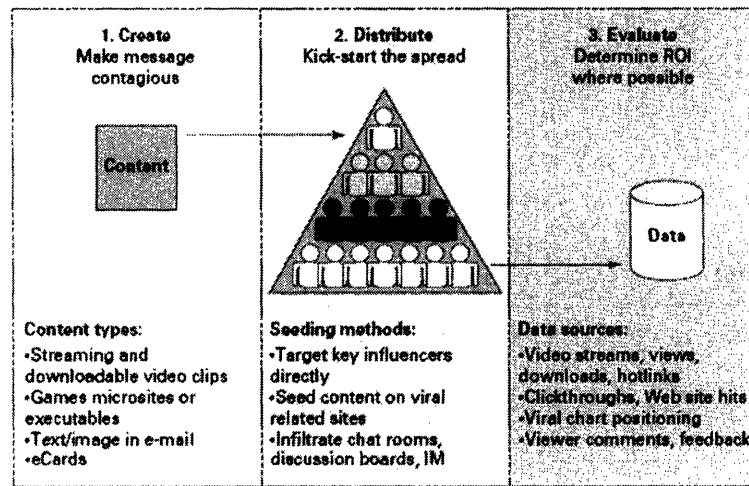 1. Create
Make message
contagious
Content
Content types:
•Streaming and
downloadable video clips
•Games microsites or
executables
•Text/image in e-mail
•eCards
2. Distribute
Kick-start the spread
Seeding methods:
•Target key influencers
directly
•Seed content on viral
related sites
•Infiltrate chat rooms,
discussion boards, IM
3. Evaluate
Determine ROI
where possible
Data
Data sources:
•Video streams, views,
downloads, hotlinks
•Clickthroughs, Web site hits
•Viral chart positioning
•Viewer comments, feedback